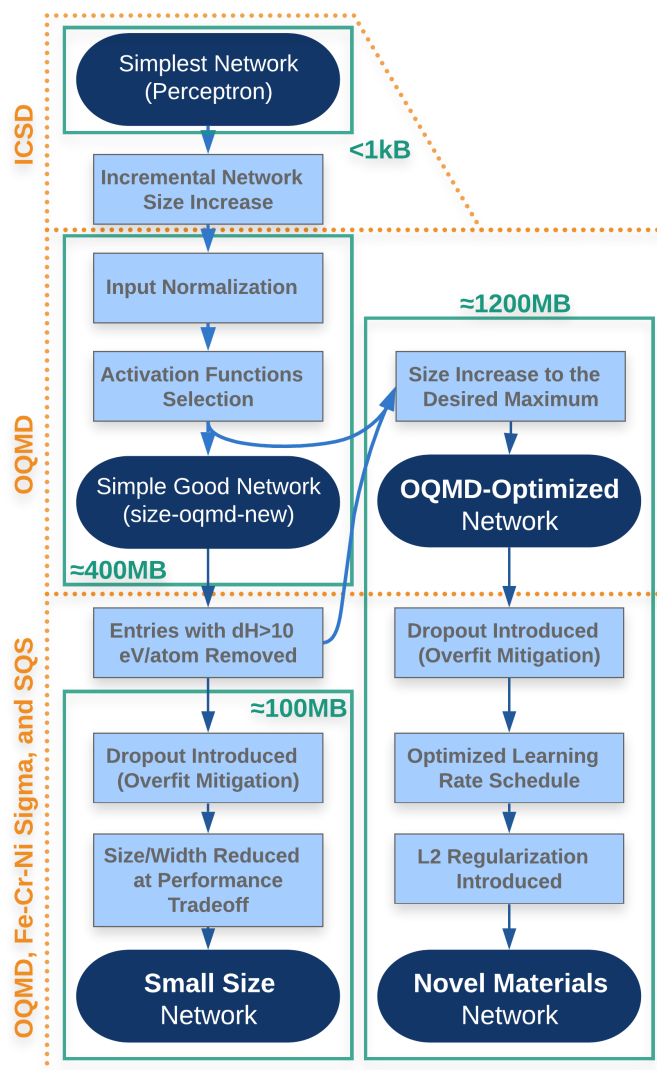 ICSD
Simplest Network
(Perceptron)
<1kB
Incremental Network
Size Increase
OQMD
Input Normalization
Activation Functions
Selection
Simple Good Network
(size-oqmd-new)
≈400MB
≈1200MB
Size Increase to the
Desired Maximum
OQMD-Optimized
Network
OQMD, Fe-Cr-Ni Sigma, and SQS
Entries with dH>10
eV/atom Removed
≈100MB
Dropout Introduced
(Overfit Mitigation)
Size/Width Reduced
at Performance
Tradeoff
Small Size
Network
Dropout Introduced
(Overfit Mitigation)
Optimized Learning
Rate Schedule
L2 Regularization
Introduced
Novel Materials
Network